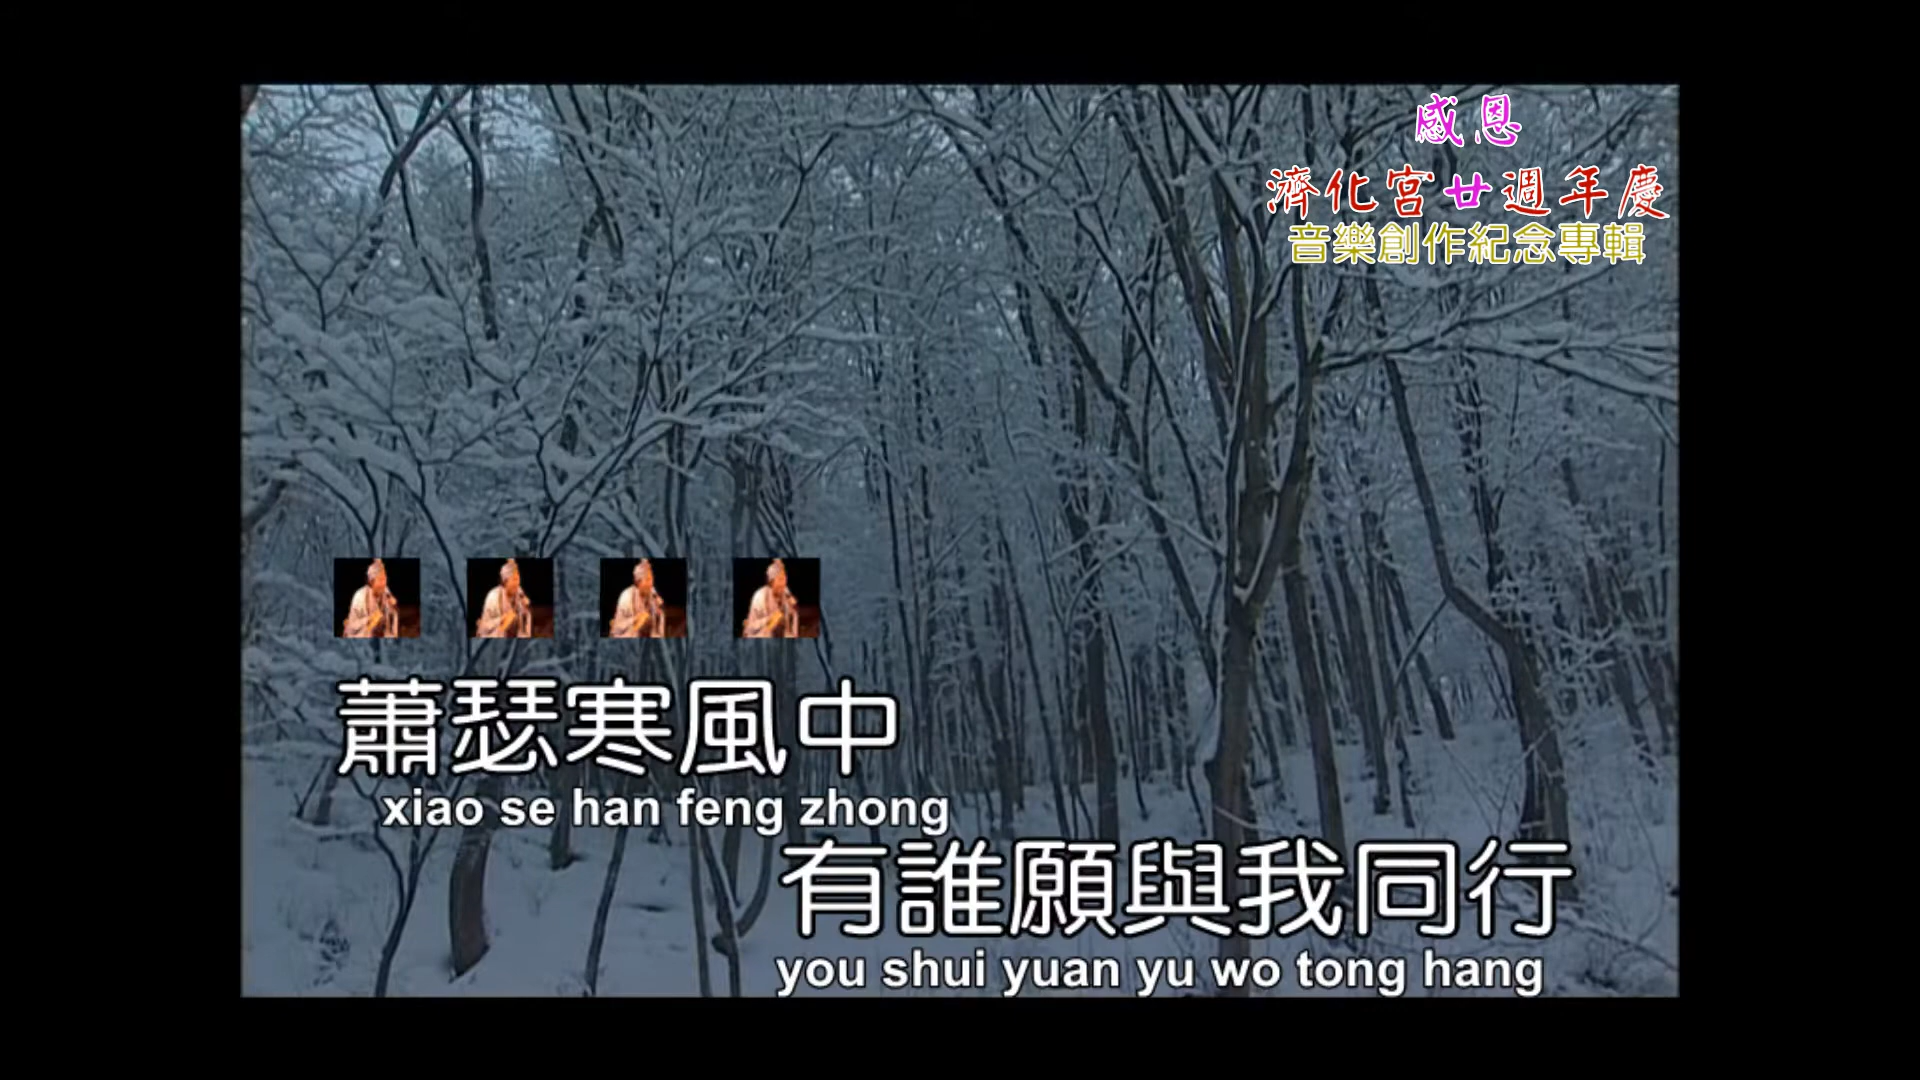 感恩
濟化宮廿週年慶
音樂創作紀念專輯
蕭瑟寒風中
xiao se han feng zhong
有誰願與我同行
you shui yuan yu wo tong hang